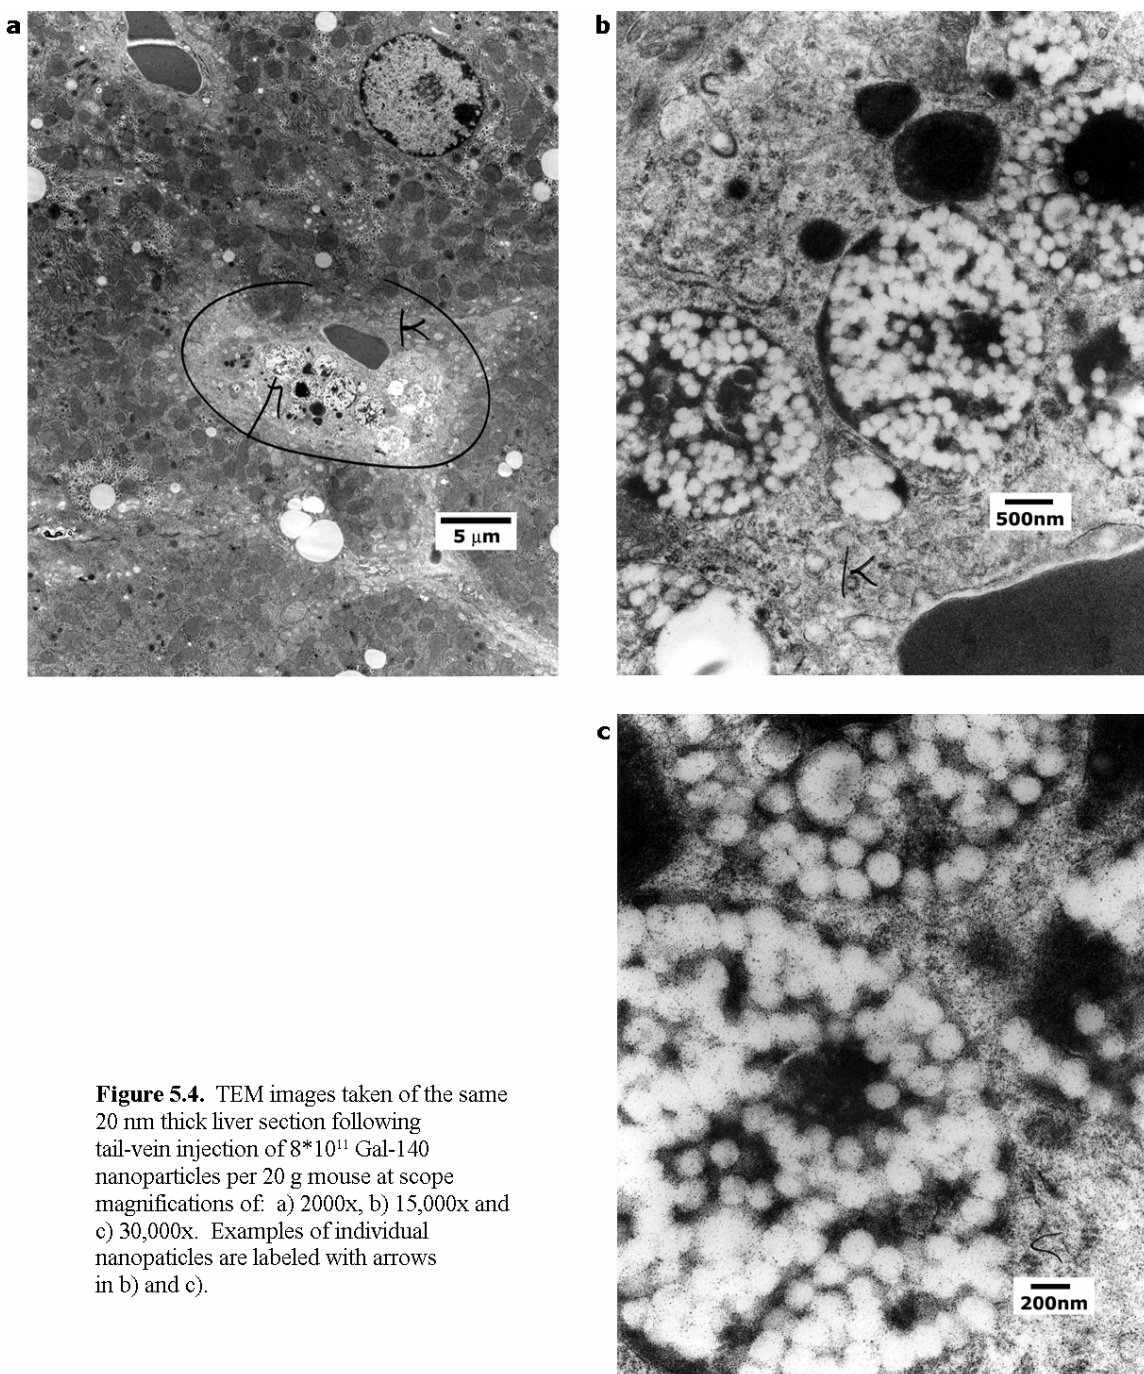 a
K
5 μm
b
500nm
K
c
200nm
Figure 5.4. TEM images taken of the same
20 nm thick liver section following
tail-vein injection of 8*10¹¹ Gal-140
nanoparticles per 20 g mouse at scope
magnifications of: a) 2000x, b) 15,000x and
c) 30,000x. Examples of individual
nanopaticles are labeled with arrows
in b) and c).